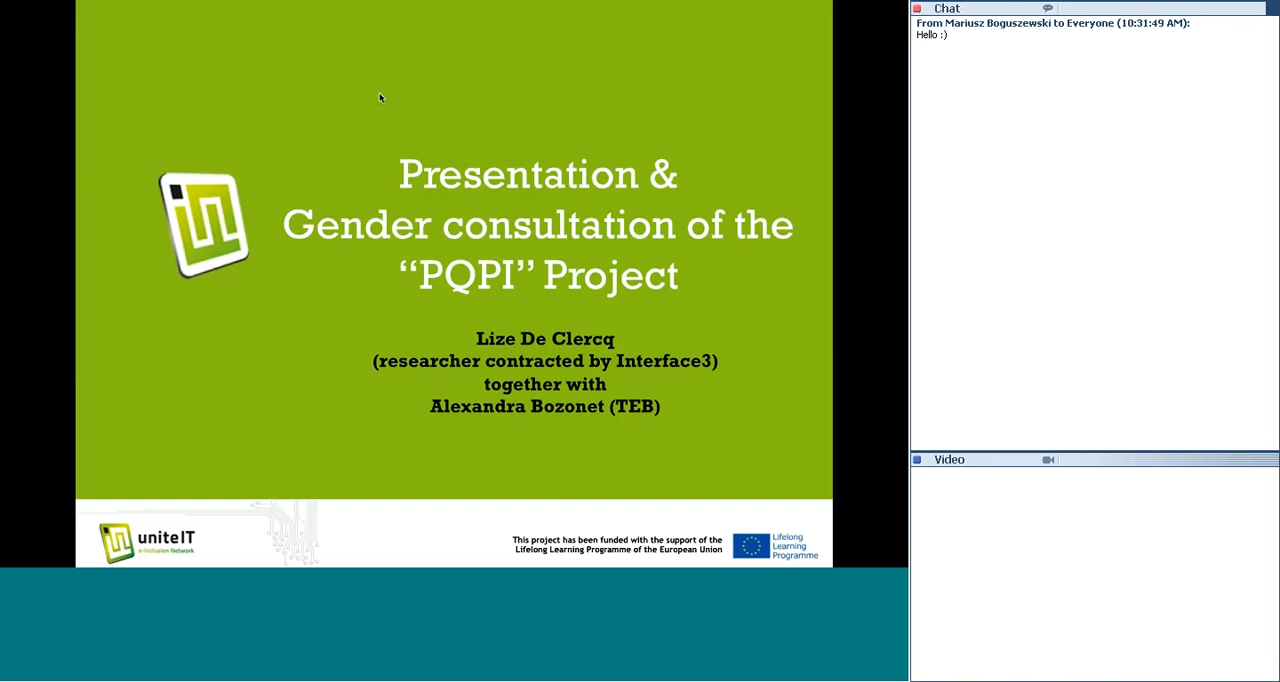 Presentation &
Gender consultation of the
“PQPI” Project
Lize De Clercq
(researcher contracted by Interface3)
together with
Alexandra Bozonet (TEB)
uniteIT
e-Inclusion Network
This project has been funded with the support of the
Lifelong Learning Programme of the European Union
Lifelong
Learning
Programme
Chat
From Mariusz Boguszewski to Everyone (10:31:49 AM):
Hello :)
Video